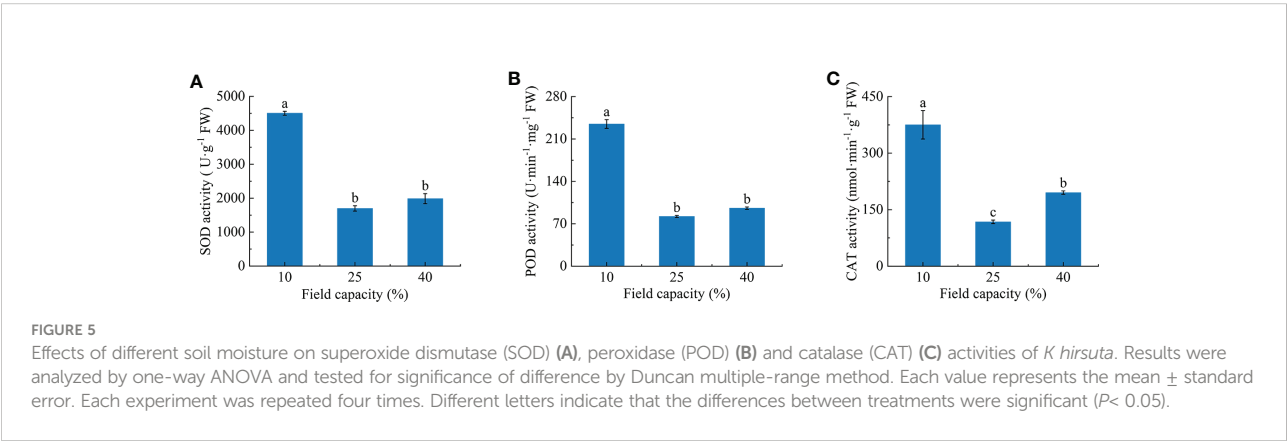 A
B
C
5000
4000
3000
2000
1000
0
SOD activity ( U·g⁻¹ FW)
a
b
b
10 25 40
Field capacity (%)
280
210
140
70
0
POD activity (U·min⁻¹·mg⁻¹ FW)
a
b
b
10 25 40
Field capacity (%)
450
300
150
0
CAT activity (nmol·min⁻¹·g⁻¹ FW)
a
c
b
10 25 40
Field capacity (%)
FIGURE 5
Effects of different soil moisture on superoxide dismutase (SOD) (A), peroxidase (POD) (B) and catalase (CAT) (C) activities of K hirsuta. Results were
analyzed by one-way ANOVA and tested for significance of difference by Duncan multiple-range method. Each value represents the mean ± standard
error. Each experiment was repeated four times. Different letters indicate that the differences between treatments were significant (P< 0.05).